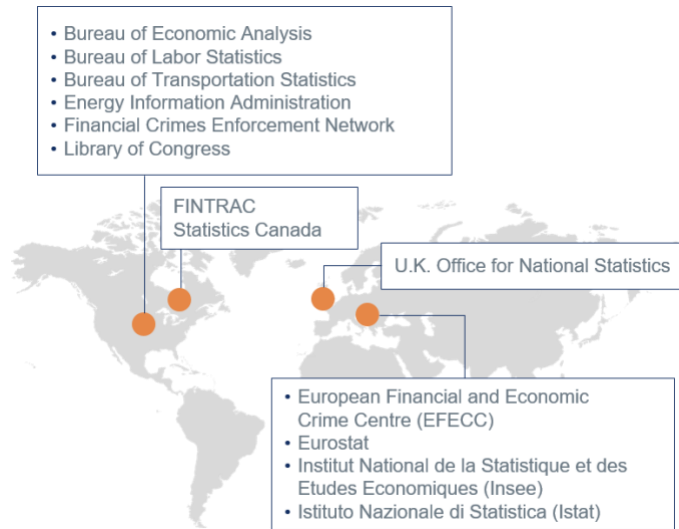 • Bureau of Economic Analysis
• Bureau of Labor Statistics
• Bureau of Transportation Statistics
• Energy Information Administration
• Financial Crimes Enforcement Network
• Library of Congress
FINTRAC
Statistics Canada
U.K. Office for National Statistics
• European Financial and Economic
Crime Centre (EFECC)
• Eurostat
• Institut National de la Statistique et des
Etudes Economiques (Insee)
• Istituto Nazionale di Statistica (Istat)